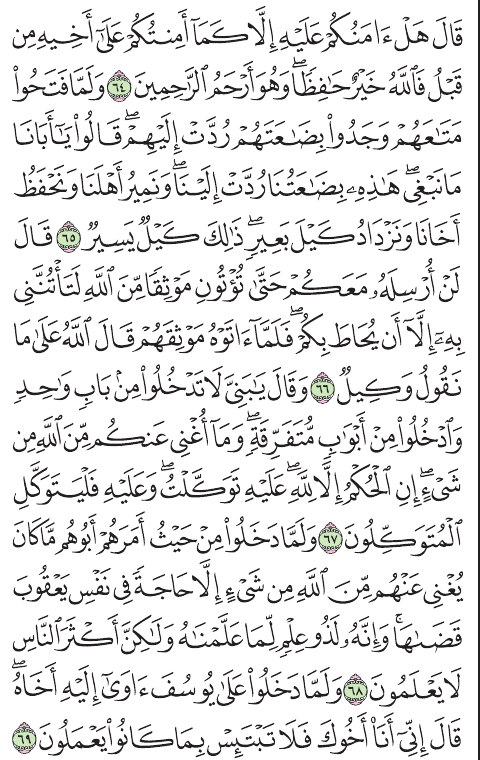 قَالَ هَلْ ءَامَنُكُمْ عَلَيْهِ إِلَّا كَمَآ أَمِنتُكُمْ عَلَىٰٓ أَخِيهِ مِن
قَبْلُ فَٱللَّهُ خَيْرٌ حَٰفِظًاۖ وَهُوَ أَرْحَمُ ٱلرَّٰحِمِينَ ٦٤ وَلَمَّا فَتَحُوا۟
مَتَٰعَهُمْ وَجَدُوا۟ بِضَٰعَتَهُمْ رُدَّتْ إِلَيْهِمْۖ قَالُوا۟ يَٰٓأَبَانَا
مَا نَبْغِىۖ هَٰذِهِۦ بِضَٰعَتُنَا رُدَّتْ إِلَيْنَاۖ وَنَمِيرُ أَهْلَنَا وَنَحْفَظُ
أَخَانَا وَنَزْدَادُ كَيْلَ بَعِيرٍۖ ذَٰلِكَ كَيْلٌ يَسِيرٌ ٦٥ قَالَ
لَنْ أُرْسِلَهُۥ مَعَكُمْ حَتَّىٰ تُؤْتُونِ مَوْثِقًا مِّنَ ٱللَّهِ لَتَأْتُنَّنِى
بِهِۦٓ إِلَّآ أَن يُحَاطَ بِكُمْۖ فَلَمَّآ ءَاتَوْهُ مَوْثِقَهُمْ قَالَ ٱللَّهُ عَلَىٰ مَا
نَقُولُ وَكِيلٌ ٦٦ وَقَالَ يَٰبَنِىَّ لَا تَدْخُلُوا۟ مِنۢ بَابٍ وَٰحِدٍ
وَٱدْخُلُوا۟ مِنْ أَبْوَٰبٍ مُّتَفَرِّقَةٍۖ وَمَآ أُغْنِى عَنكُم مِّنَ ٱللَّهِ مِن
شَىْءٍۖ إِنِ ٱلْحُكْمُ إِلَّا لِلَّهِۖ عَلَيْهِ تَوَكَّلْتُۖ وَعَلَيْهِ فَلْيَتَوَكَّلِ
ٱلْمُتَوَكِّلُونَ ٦٧ وَلَمَّا دَخَلُوا۟ مِنْ حَيْثُ أَمَرَهُمْ أَبُوهُم مَّا كَانَ
يُغْنِى عَنْهُم مِّنَ ٱللَّهِ مِن شَىْءٍ إِلَّا حَاجَةً فِى نَفْسِ يَعْقُوبَ
قَضَىٰهَاۚ وَإِنَّهُۥ لَذُو عِلْمٍ لِّمَا عَلَّمْنَٰهُ وَلَٰكِنَّ أَكْثَرَ ٱلنَّاسِ
لَا يَعْلَمُونَ ٦٨ وَلَمَّا دَخَلُوا۟ عَلَىٰ يُوسُفَ ءَاوَىٰٓ إِلَيْهِ أَخَاهُۖ
قَالَ إِنِّىٓ أَنَا۠ أَخُوكَ فَلَا تَبْتَئِسْ بِمَا كَانُوا۟ يَعْمَلُونَ ٦٩